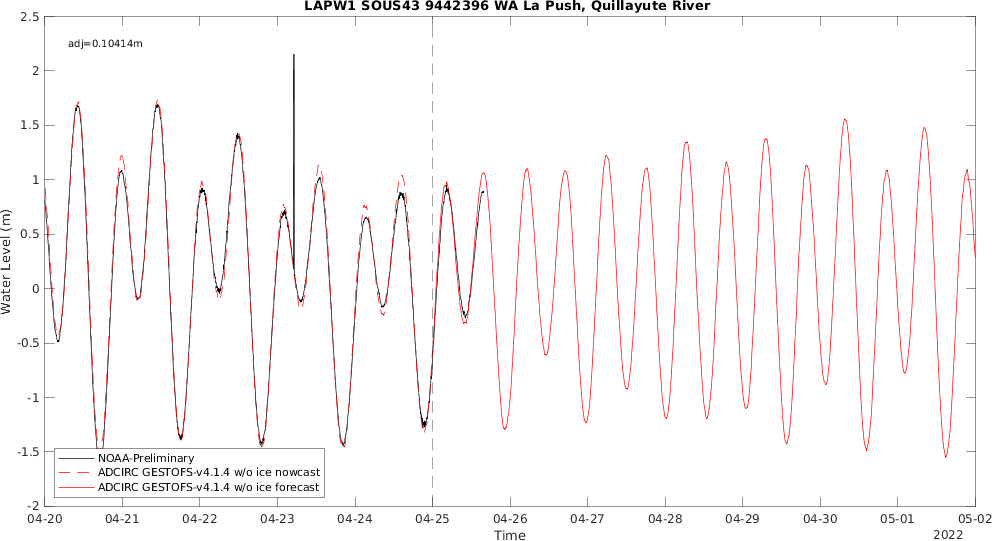 LAPW1 SOUS43 9442396 WA La Push, Quillayute River
adj=0.10414m
Water Level (m)
2.5
2
1.5
1
0.5
0
-0.5
-1
-1.5
-2
NOAA-Preliminary
ADCIRC GESTOFS-v4.1.4 w/o ice nowcast
ADCIRC GESTOFS-v4.1.4 w/o ice forecast
04-20 04-21 04-22 04-23 04-24 04-25 04-26 04-27 04-28 04-29 04-30 05-01 05-02
Time
2022